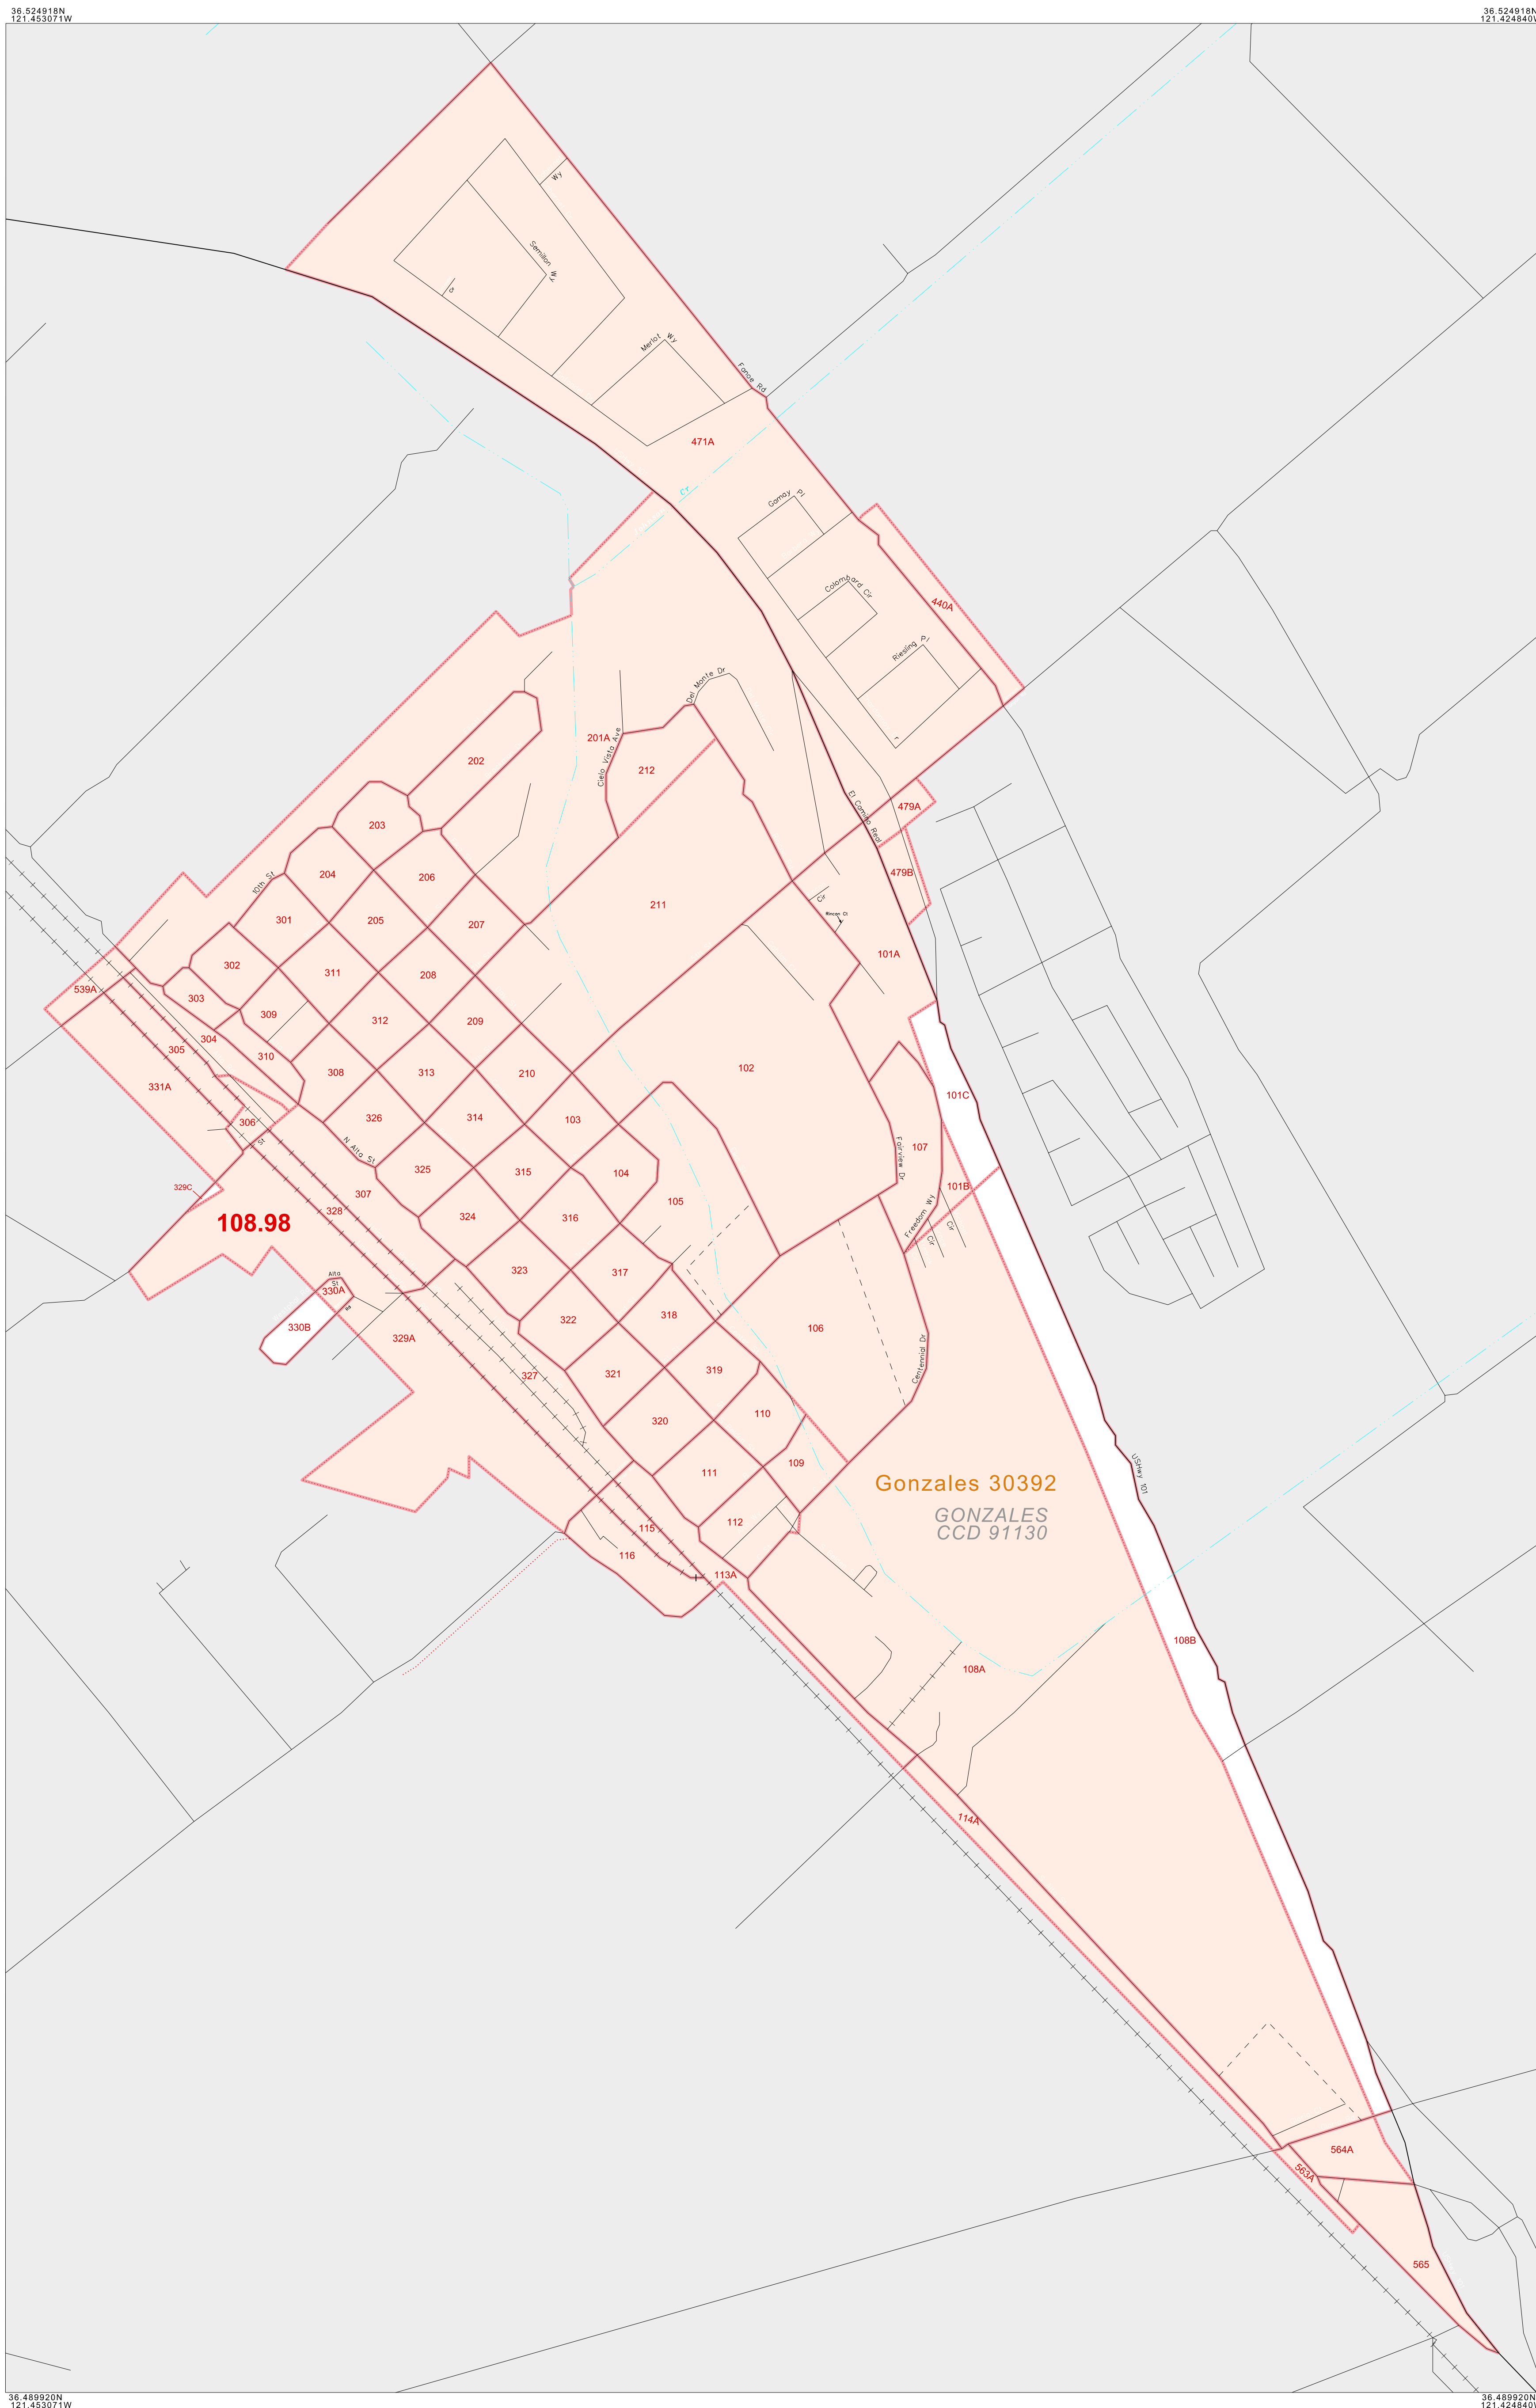 36.524918N
121.453071W
36.524918N
121.424840W
Wy
Semillon Wy
Merlot Wy
Fanoe Rd
471A
Cr
Gamay Pl
Colombard Cir
440A
Riesling Pl
Del Monte Dr
201A
Cielo Vista Ave
212
202
El Camino Real
479A
203
479B
204
206
10th St
Cir
211
Rincon Ct
301
205
207
101A
302
311
208
539A
303
309
312
209
304
305
310
308
313
210
102
331A
101C
306
St
326
314
103
N Alta St
Fairview Dr
107
325
315
104
329C
307
101B
105
108.98
328
324
316
Freedom Wy
Cir
Cir
323
317
Alta
St
330A
Rd
330B
322
318
106
329A
Centennial Dr
319
321
327
110
320
USHwy 101
109
111
Gonzales 30392
GONZALES
CCD 91130
112
115
116
113A
108B
108A
114A
564A
563A
565
36.489920N
121.453071W
36.489920N
121.424840W